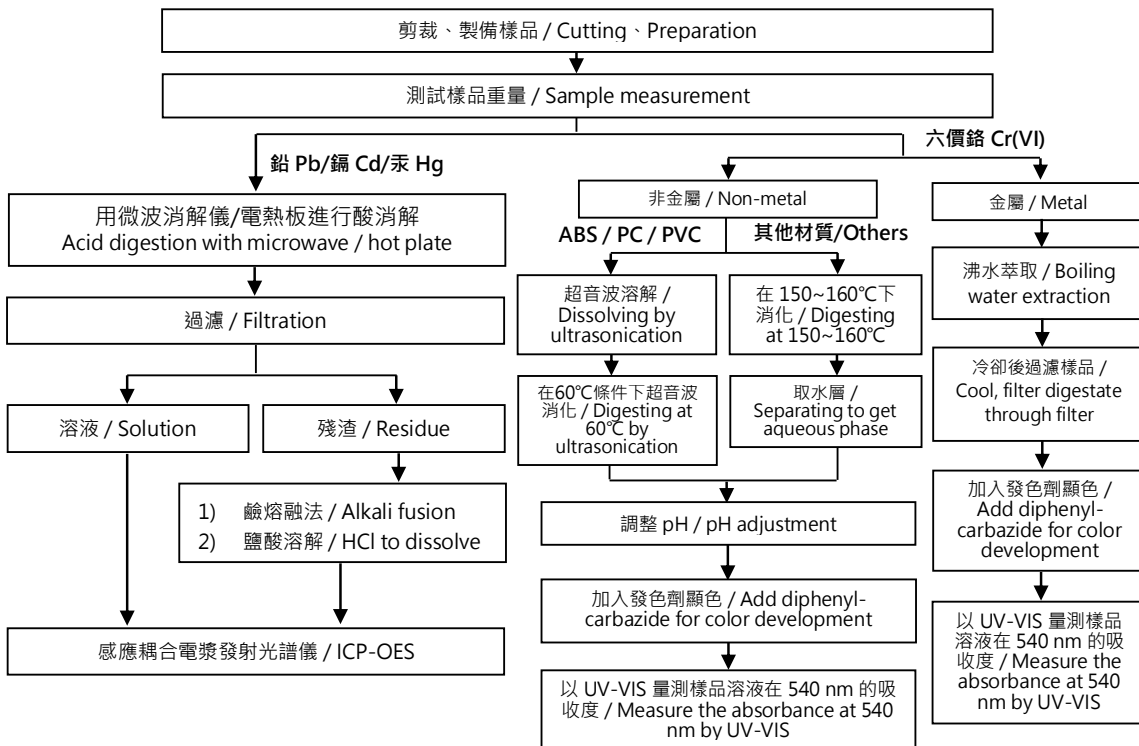 剪裁、製備樣品 / Cutting、Preparation
測試樣品重量 / Sample measurement
鉛 Pb/鎘 Cd/汞 Hg
六價鉻 Cr(VI)
用微波消解儀/電熱板進行酸消解
Acid digestion with microwave / hot plate
過濾 / Filtration
溶液 / Solution
殘渣 / Residue
1) 鹼熔融法 / Alkali fusion
2) 鹽酸溶解 / HCl to dissolve
感應耦合電漿發射光譜儀 / ICP-OES
非金屬 / Non-metal
ABS / PC / PVC
其他材質/Others
超音波溶解 /
Dissolving by
ultrasonication
在60℃條件下超音波
消化 / Digesting at
60℃ by
ultrasonication
在 150~160℃下
消化 / Digesting
at 150~160℃
取水層 /
Separating to get
aqueous phase
調整 pH / pH adjustment
加入發色劑顯色 / Add diphenyl-
carbazide for color development
以 UV-VIS 量測樣品溶液在 540 nm 的吸
收度 / Measure the absorbance at 540
nm by UV-VIS
金屬 / Metal
沸水萃取 / Boiling
water extraction
冷卻後過濾樣品 /
Cool, filter digestate
through filter
加入發色劑顯色 /
Add diphenyl-
carbazide for color
development
以 UV-VIS 量測樣品
溶液在 540 nm 的吸
收度 / Measure the
absorbance at 540
nm by UV-VIS